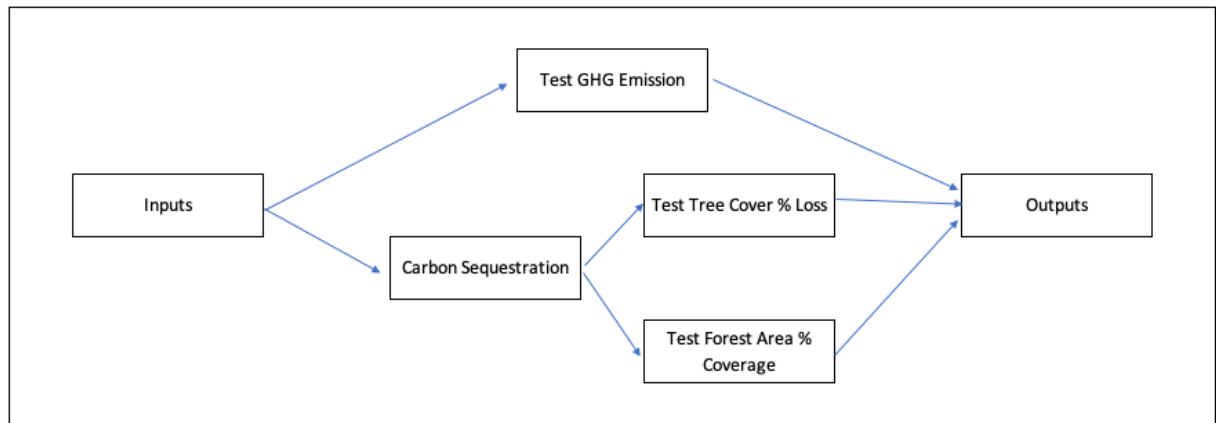 Test GHG Emission
Inputs
Test Tree Cover % Loss
Outputs
Carbon Sequestration
Test Forest Area %
Coverage